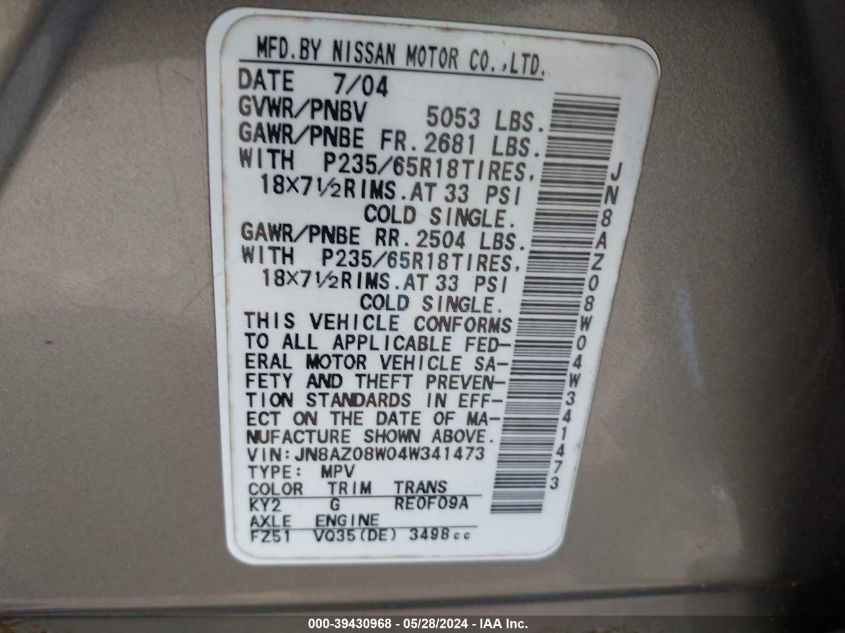 MFD.BY NISSAN MOTOR CO.,LTD.
DATE 7/04
GVWR/PNBV 5053 LBS.
GAWR/PNBE FR.2681 LBS.
WITH P235/65R18TIRES,
18X7½RIMS.AT 33 PSI
COLD SINGLE.
GAWR/PNBE RR.2504 LBS.
WITH P235/65R18TIRES,
18X7½RIMS.AT 33 PSI
COLD SINGLE.
THIS VEHICLE CONFORMS
TO ALL APPLICABLE FED-
ERAL MOTOR VEHICLE SA-
FETY AND THEFT PREVEN-
TION STANDARDS IN EFF-
ECT ON THE DATE OF MA-
NUFACTURE SHOWN ABOVE.
VIN:JN8AZ08W04W341473
TYPE: MPV
COLOR TRIM TRANS
KY2 G RE0F09A
AXLE ENGINE
FZ51 VQ35(DE) 3498cc
JN8AZ08W04W341473
000-39430968 - 05/28/2024 - IAA Inc.